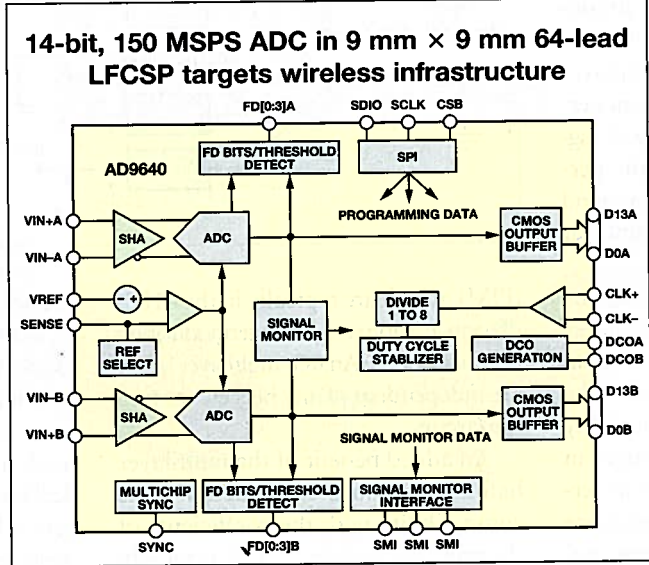 14-bit, 150 MSPS ADC in 9 mm × 9 mm 64-lead
LFCSP targets wireless infrastructure
FD[0:3]A
SDIO SCLK CSB
AD9640
FD BITS/THRESHOLD
DETECT
SPI
PROGRAMMING DATA
VIN+A
VIN–A
SHA
ADC
CMOS
OUTPUT
BUFFER
D13A
D0A
VREF
SENSE
– +
REF
SELECT
SIGNAL
MONITOR
DIVIDE
1 TO 8
DUTY CYCLE
STABLIZER
CLK+
CLK–
DCO
GENERATION
DCOA
DCOB
VIN–B
VIN+B
SHA
ADC
CMOS
OUTPUT
BUFFER
D13B
D0B
SIGNAL MONITOR DATA
MULTICHIP
SYNC
FD BITS/THRESHOLD
DETECT
SIGNAL MONITOR
INTERFACE
SYNC
FD[0:3]B
SMI SMI SMI